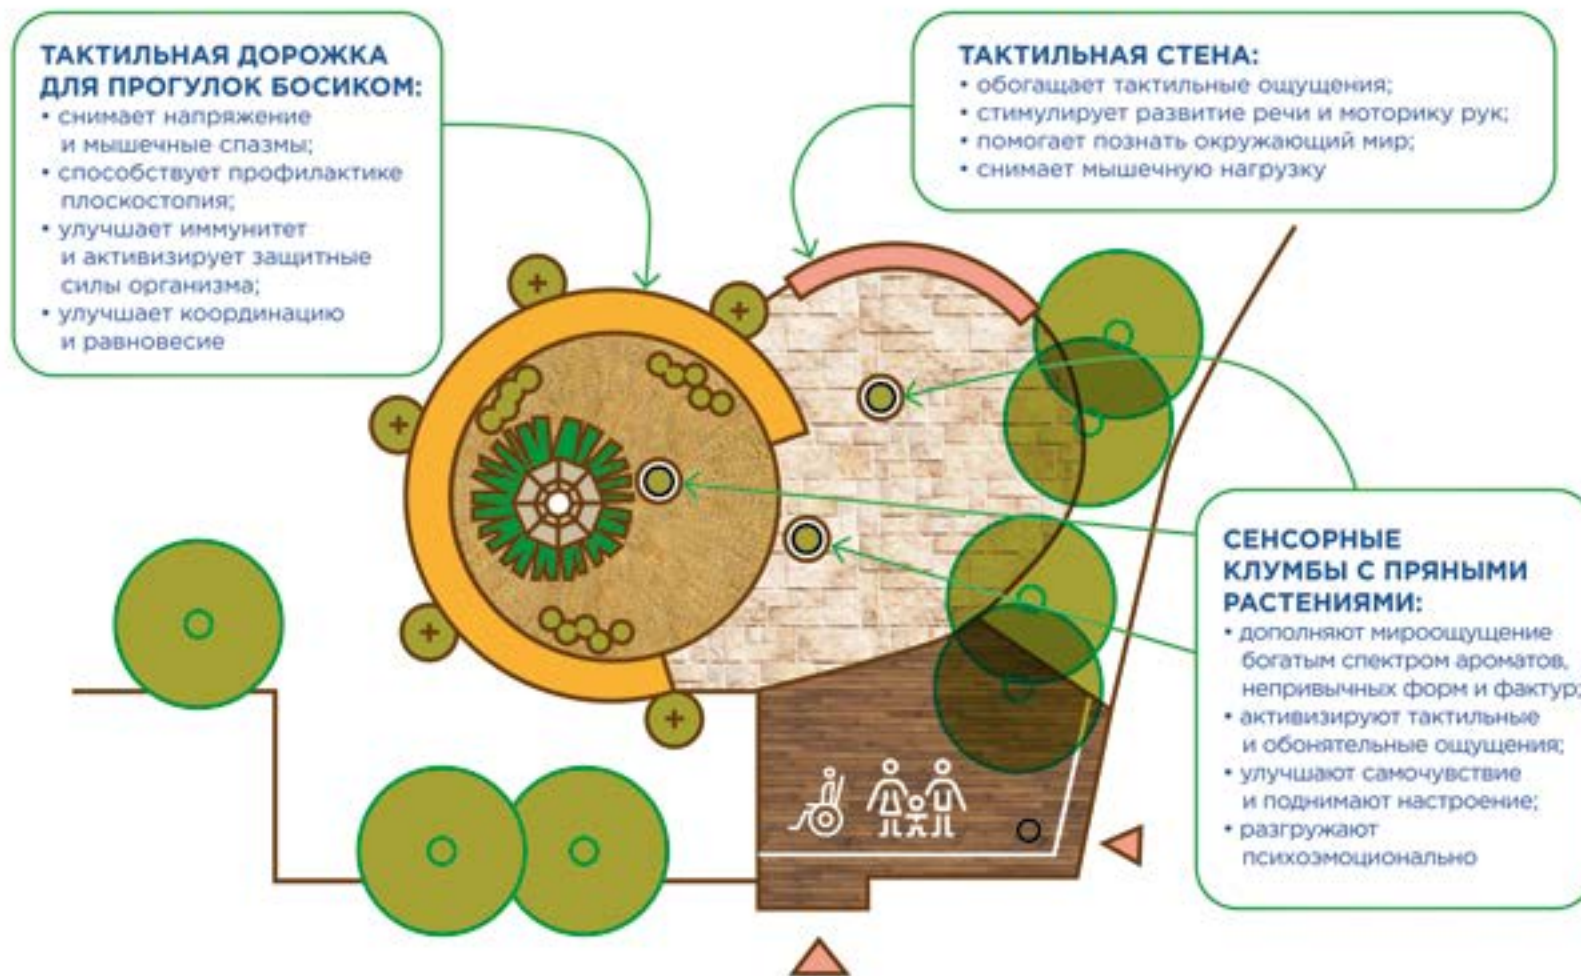 ТАКТИЛЬНАЯ ДОРОЖКА
ДЛЯ ПРОГУЛОК БОСИКОМ:
• снимает напряжение
и мышечные спазмы;
• способствует профилактике
плоскостопия;
• улучшает иммунитет
и активизирует защитные
силы организма;
• улучшает координацию
и равновесие
ТАКТИЛЬНАЯ СТЕНА:
• обогащает тактильные ощущения;
• стимулирует развитие речи и моторику рук;
• помогает познать окружающий мир;
• снимает мышечную нагрузку
СЕНСОРНЫЕ
КЛУМБЫ С ПРЯНЫМИ
РАСТЕНИЯМИ:
• дополняют мироощущение
богатым спектром ароматов,
непривычных форм и фактур;
• активизируют тактильные
и обонятельные ощущения;
• улучшают самочувствие
и поднимают настроение;
• разгружают
психоэмоционально